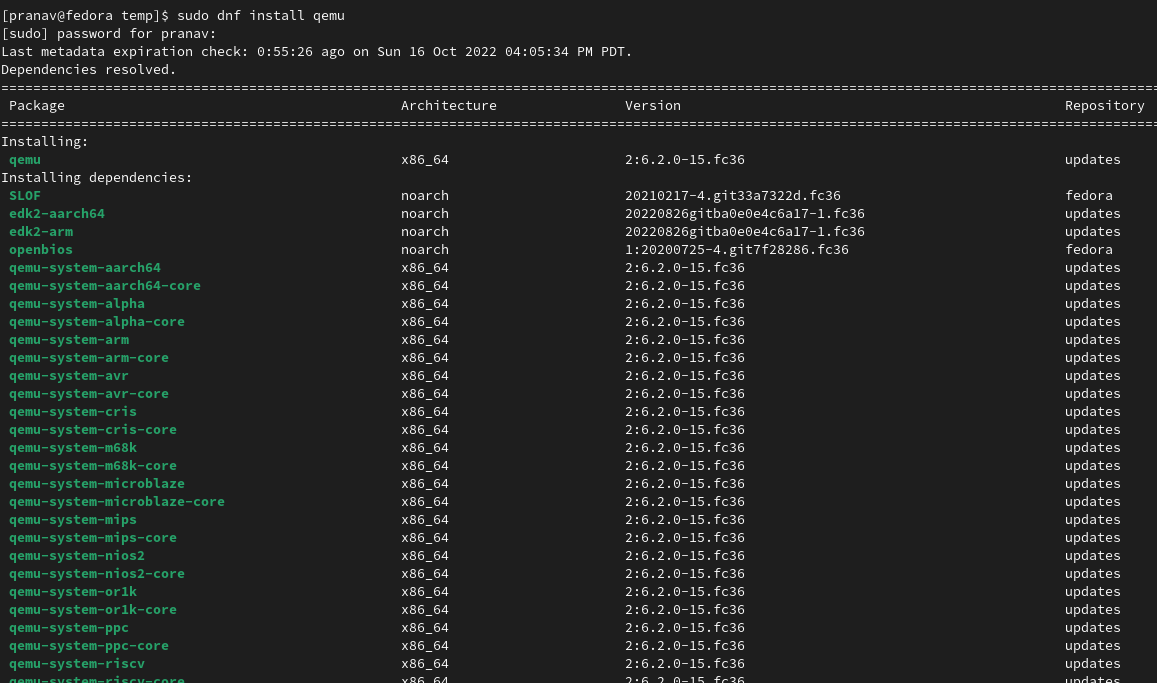 [pranav@fedora temp]$ sudo dnf install qemu
[sudo] password for pranav:
Last metadata expiration check: 0:55:26 ago on Sun 16 Oct 2022 04:05:34 PM PDT.
Dependencies resolved.
================================================================================================================================================
Package Architecture Version Repository
================================================================================================================================================
Installing:
qemu x86_64 2:6.2.0-15.fc36 updates
Installing dependencies:
SLOF noarch 20210217-4.git33a7322d.fc36 fedora
edk2-aarch64 noarch 20220826gitba0e0e4c6a17-1.fc36 updates
edk2-arm noarch 20220826gitba0e0e4c6a17-1.fc36 updates
openbios noarch 1:20200725-4.git7f28286.fc36 fedora
qemu-system-aarch64 x86_64 2:6.2.0-15.fc36 updates
qemu-system-aarch64-core x86_64 2:6.2.0-15.fc36 updates
qemu-system-alpha x86_64 2:6.2.0-15.fc36 updates
qemu-system-alpha-core x86_64 2:6.2.0-15.fc36 updates
qemu-system-arm x86_64 2:6.2.0-15.fc36 updates
qemu-system-arm-core x86_64 2:6.2.0-15.fc36 updates
qemu-system-avr x86_64 2:6.2.0-15.fc36 updates
qemu-system-avr-core x86_64 2:6.2.0-15.fc36 updates
qemu-system-cris x86_64 2:6.2.0-15.fc36 updates
qemu-system-cris-core x86_64 2:6.2.0-15.fc36 updates
qemu-system-m68k x86_64 2:6.2.0-15.fc36 updates
qemu-system-m68k-core x86_64 2:6.2.0-15.fc36 updates
qemu-system-microblaze x86_64 2:6.2.0-15.fc36 updates
qemu-system-microblaze-core x86_64 2:6.2.0-15.fc36 updates
qemu-system-mips x86_64 2:6.2.0-15.fc36 updates
qemu-system-mips-core x86_64 2:6.2.0-15.fc36 updates
qemu-system-nios2 x86_64 2:6.2.0-15.fc36 updates
qemu-system-nios2-core x86_64 2:6.2.0-15.fc36 updates
qemu-system-or1k x86_64 2:6.2.0-15.fc36 updates
qemu-system-or1k-core x86_64 2:6.2.0-15.fc36 updates
qemu-system-ppc x86_64 2:6.2.0-15.fc36 updates
qemu-system-ppc-core x86_64 2:6.2.0-15.fc36 updates
qemu-system-riscv x86_64 2:6.2.0-15.fc36 updates
qemu-system-riscv-core x86_64 2:6.2.0-15.fc36 updates